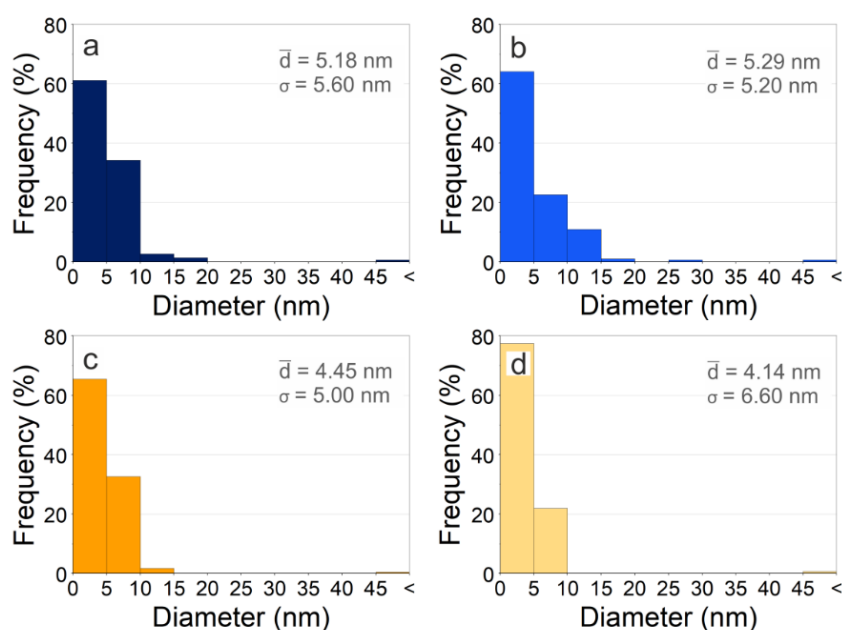 a
d̅ = 5.18 nm
σ = 5.60 nm
Frequency (%)
80
60
40
20
0
0 5 10 15 20 25 30 35 40 45 <
Diameter (nm)
b
d̅ = 5.29 nm
σ = 5.20 nm
Frequency (%)
80
60
40
20
0
0 5 10 15 20 25 30 35 40 45 <
Diameter (nm)
c
d̅ = 4.45 nm
σ = 5.00 nm
Frequency (%)
80
60
40
20
0
0 5 10 15 20 25 30 35 40 45 <
Diameter (nm)
d
d̅ = 4.14 nm
σ = 6.60 nm
Frequency (%)
80
60
40
20
0
0 5 10 15 20 25 30 35 40 45 <
Diameter (nm)